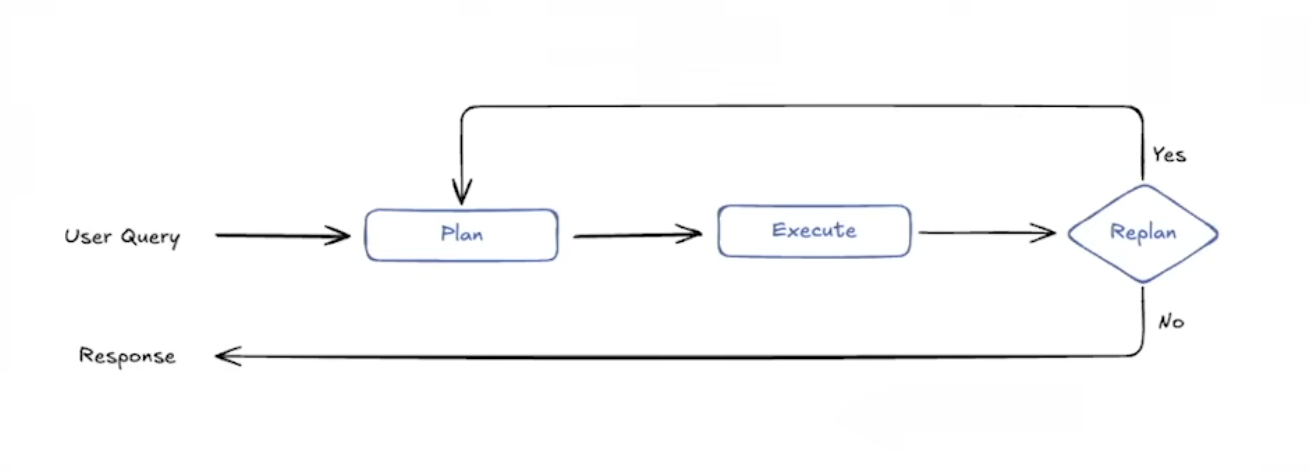 Yes
User Query
Plan
Execute
Replan
No
Response